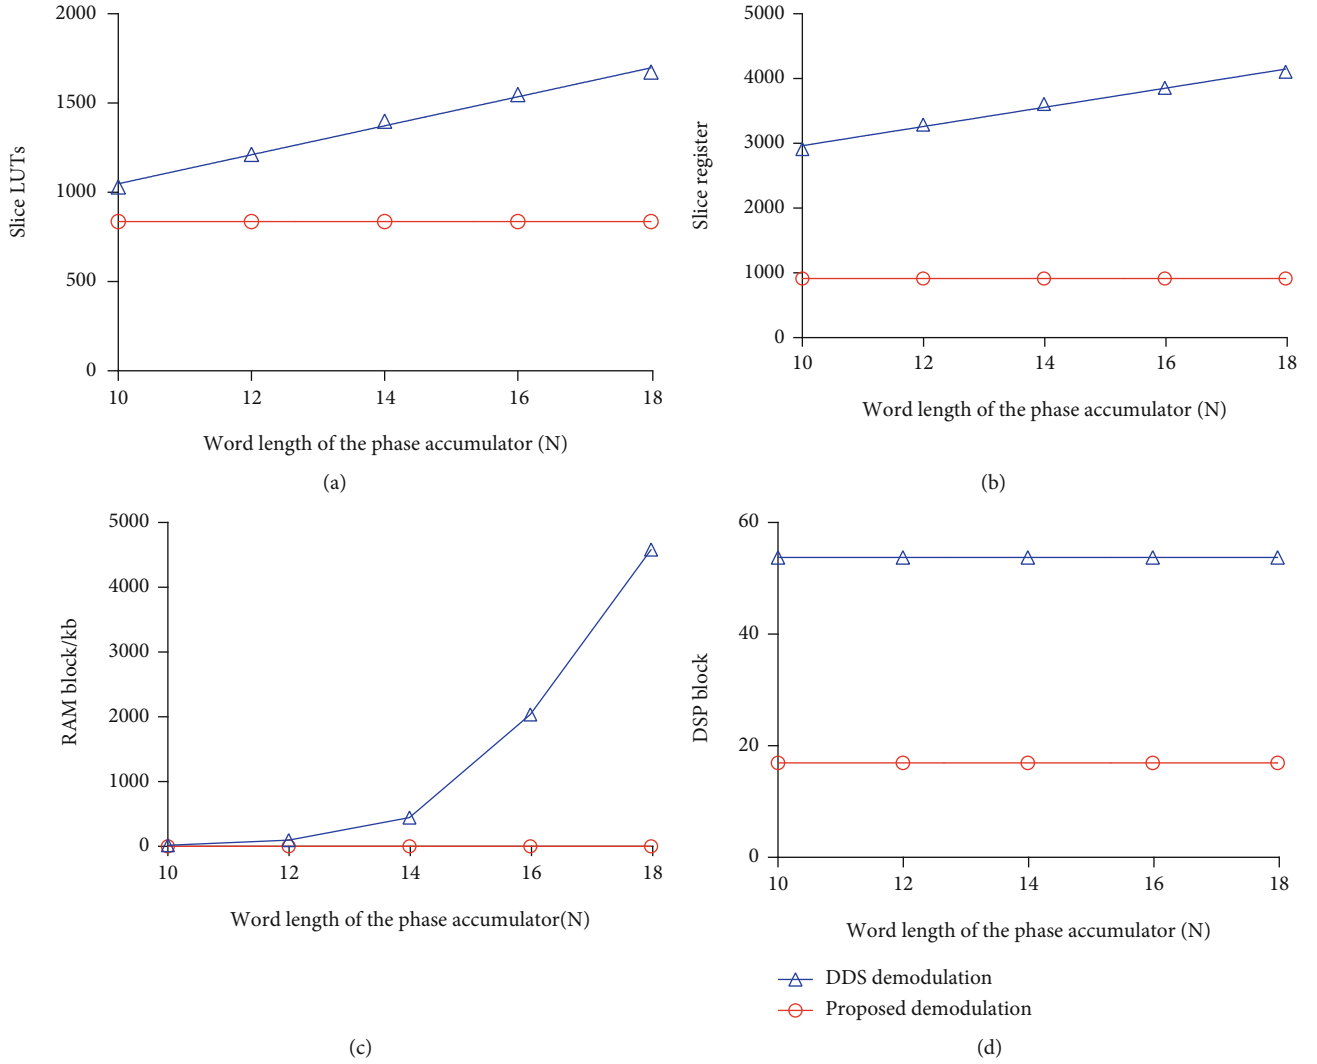 2000
1500
1000
500
0
Slice LUTs
10 12 14 16 18
Word length of the phase accumulator (N)
(a)
5000
4000
3000
2000
1000
0
Slice register
10 12 14 16 18
Word length of the phase accumulator (N)
(b)
5000
4000
3000
2000
1000
0
RAM block/kb
10 12 14 16 18
Word length of the phase accumulator(N)
(c)
60
40
20
0
DSP block
10 12 14 16 18
Word length of the phase accumulator (N)
DDS demodulation
Proposed demodulation
(d)